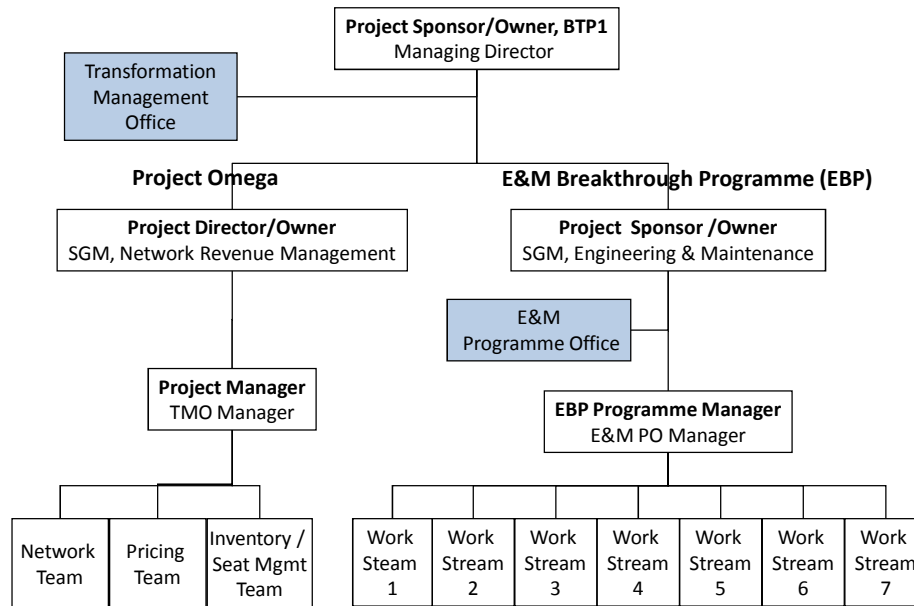 Project Sponsor/Owner, BTP1
Managing Director
Transformation
Management
Office
Project Omega
E&M Breakthrough Programme (EBP)
Project Director/Owner
SGM, Network Revenue Management
Project  Sponsor /Owner
SGM, Engineering & Maintenance
E&M
Programme Office
Project Manager
TMO Manager
EBP Programme Manager
E&M PO Manager
Network
Team
Pricing
Team
Inventory /
Seat Mgmt
Team
Work
Steam
1
Work
Stream
2
Work
Stream
3
Work
Stream
4
Work
Stream
5
Work
Stream
6
Work
Stream
7